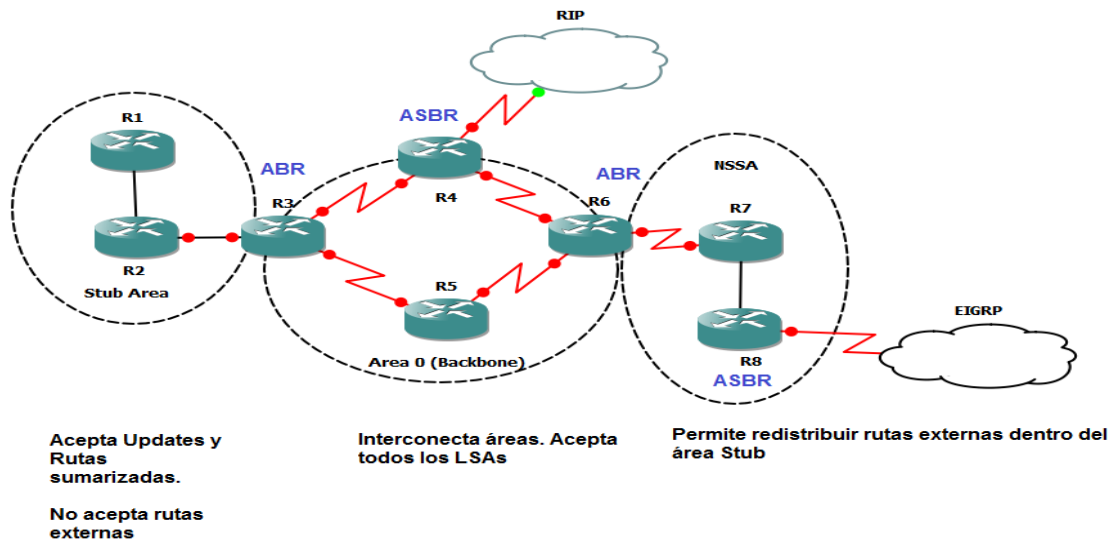 RIP
ASBR
R1
NSSA
ABR
ABR
R3
R4
R6
R7
R2
R5
Stub Area
EIGRP
Area 0 (Backbone)
R8
ASBR
Acepta Updates y
Rutas
sumarizadas.
No acepta rutas
externas
Interconecta áreas. Acepta
todos los LSAs
Permite redistribuir rutas externas dentro del
área Stub